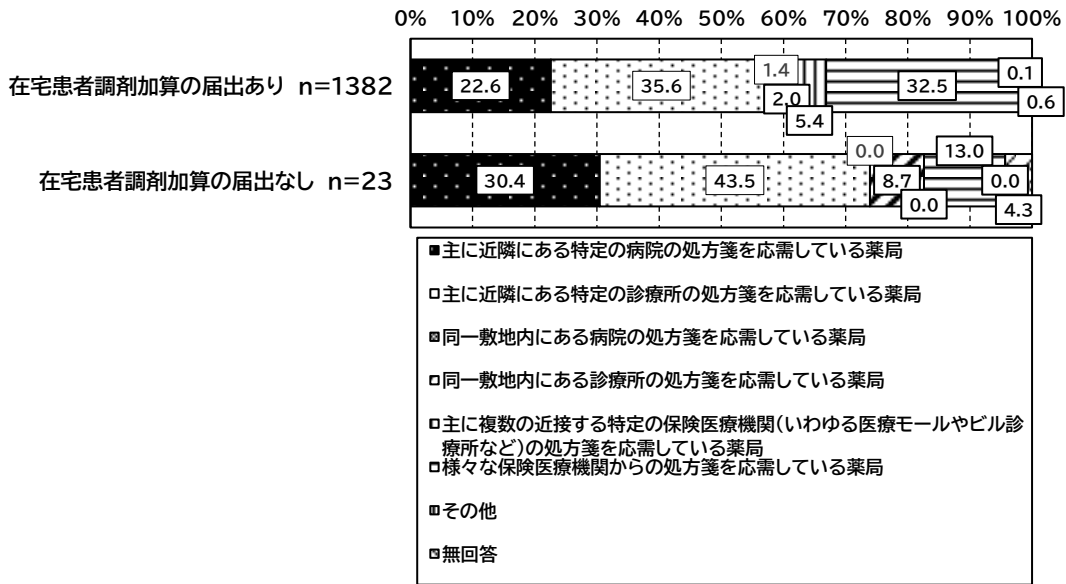 0% 10% 20% 30% 40% 50% 60% 70% 80% 90% 100%
在宅患者調剤加算の届出あり n=1382
22.6 35.6 1.4 2.0 5.4 32.5 0.1 0.6
在宅患者調剤加算の届出なし n=23
30.4 43.5 0.0 8.7 0.0 13.0 0.0 4.3
主に近隣にある特定の病院の処方箋を応需している薬局
主に近隣にある特定の診療所の処方箋を応需している薬局
同一敷地内にある病院の処方箋を応需している薬局
同一敷地内にある診療所の処方箋を応需している薬局
主に複数の近接する特定の保険医療機関(いわゆる医療モールやビル診
療所など)の処方箋を応需している薬局
様々な保険医療機関からの処方箋を応需している薬局
その他
無回答